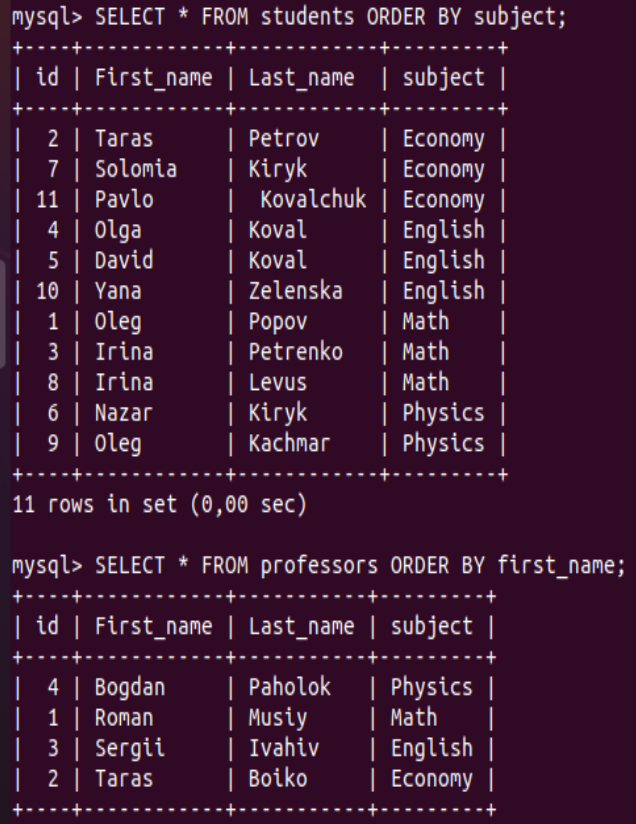 mysql> SELECT * FROM students ORDER BY subject;
+----+------------+------------+---------+
| id | First_name | Last_name  | subject |
+----+------------+------------+---------+
|  2 | Taras      | Petrov     | Economy |
|  7 | Solomia    | Kiryk      | Economy |
| 11 | Pavlo      |  Kovalchuk | Economy |
|  4 | Olga       | Koval      | English |
|  5 | David      | Koval      | English |
| 10 | Yana       | Zelenska   | English |
|  1 | Oleg       | Popov      | Math    |
|  3 | Irina      | Petrenko   | Math    |
|  8 | Irina      | Levus      | Math    |
|  6 | Nazar      | Kiryk      | Physics |
|  9 | Oleg       | Kachmar    | Physics |
+----+------------+------------+---------+
11 rows in set (0,00 sec)

mysql> SELECT * FROM professors ORDER BY first_name;
+----+------------+-----------+---------+
| id | First_name | Last_name | subject |
+----+------------+-----------+---------+
|  4 | Bogdan     | Paholok   | Physics |
|  1 | Roman      | Musiy     | Math    |
|  3 | Sergii     | Ivahiv    | English |
|  2 | Taras      | Boiko     | Economy |
+----+------------+-----------+---------+